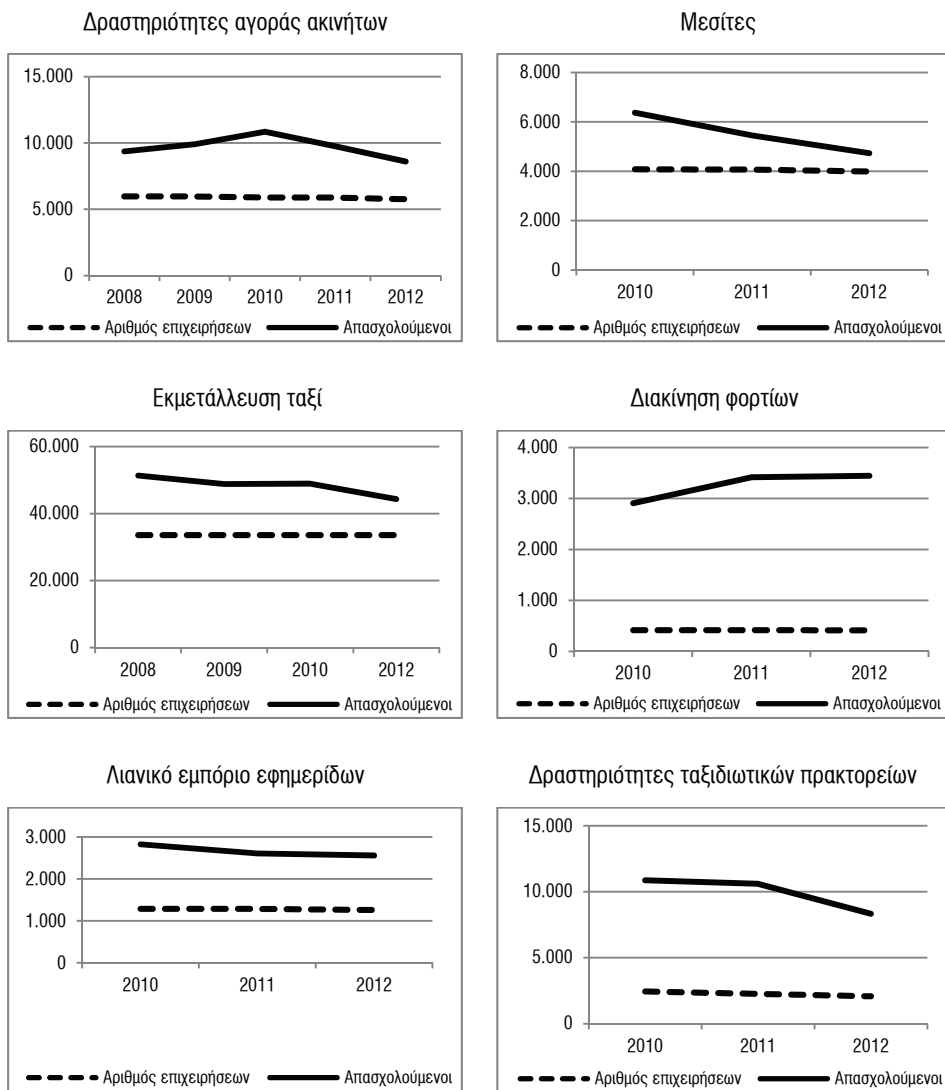 Δραστηριότητες αγοράς ακινήτων
15.000
10.000
5.000
0
2008 2009 2010 2011 2012
Αριθμός επιχειρήσεων Απασχολούμενοι
Μεσίτες
8.000
6.000
4.000
2.000
0
2010 2011 2012
Αριθμός επιχειρήσεων Απασχολούμενοι
Εκμετάλλευση ταξί
60.000
40.000
20.000
0
2008 2009 2010 2012
Αριθμός επιχειρήσεων Απασχολούμενοι
Διακίνηση φορτίων
4.000
3.000
2.000
1.000
0
2010 2011 2012
Αριθμός επιχειρήσεων Απασχολούμενοι
Λιανικό εμπόριο εφημερίδων
3.000
2.000
1.000
0
2010 2011 2012
Αριθμός επιχειρήσεων Απασχολούμενοι
Δραστηριότητες ταξιδιωτικών πρακτορείων
15.000
10.000
5.000
0
2010 2011 2012
Αριθμός επιχειρήσεων Απασχολούμενοι